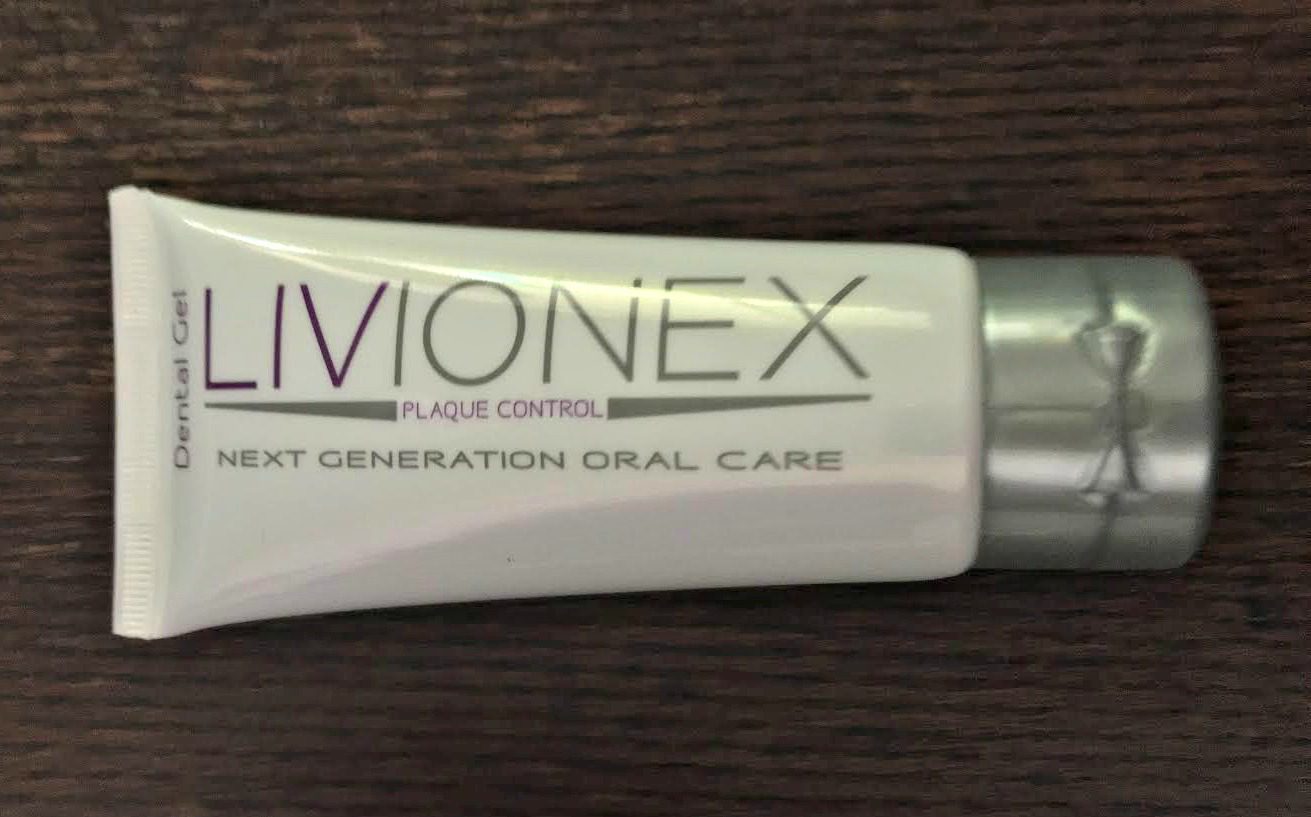 Dental Gel
LIVIONEX
PLAQUE CONTROL
NEXT GENERATION ORAL CARE